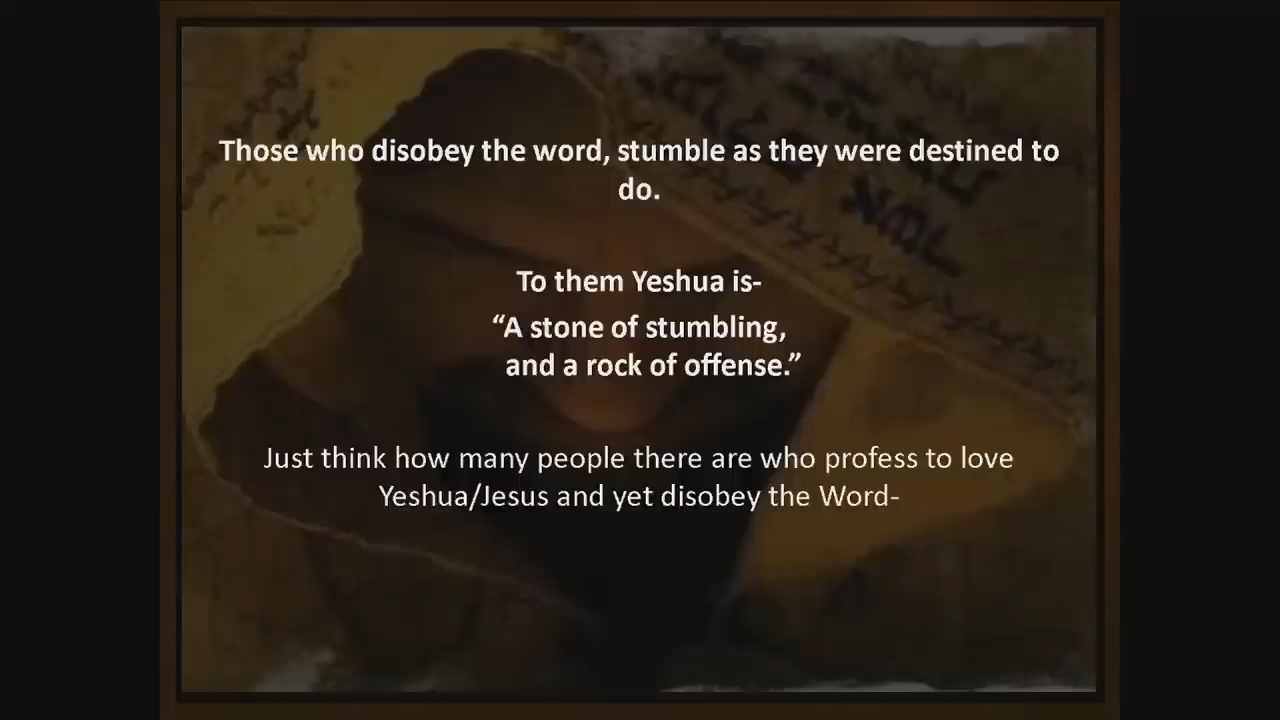 Those who disobey the word, stumble as they were destined to
do.
To them Yeshua is-
“A stone of stumbling,
and a rock of offense.”
Just think how many people there are who profess to love
Yeshua/Jesus and yet disobey the Word-